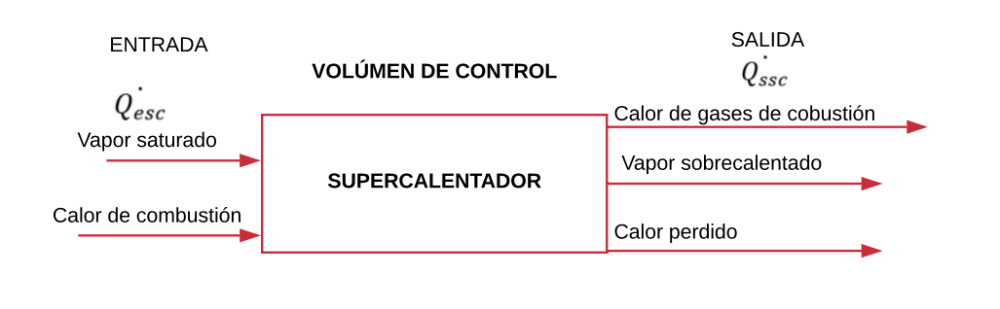 ENTRADA
SALIDA
VOLÚMEN DE CONTROL
Q̇ssc
Q̇esc
Calor de gases de cobustión
Vapor saturado
Vapor sobrecalentado
SUPERCALENTADOR
Calor de combustión
Calor perdido